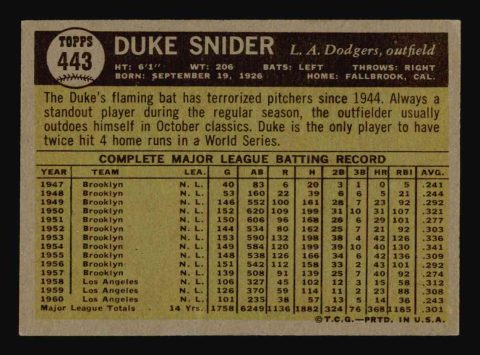 TOPPS
443
DUKE SNIDER
L. A. Dodgers, outfield
HT: 6'1" WT: 206 BATS: LEFT THROWS: RIGHT
BORN: SEPTEMBER 19, 1926 HOME: FALLBROOK, CAL.
The Duke's flaming bat has terrorized pitchers since 1944. Always a
standout player during the regular season, the outfielder usually
outdoes himself in October classics. Duke is the only player to have
twice hit 4 home runs in a World Series.
COMPLETE MAJOR LEAGUE BATTING RECORD
YEAR TEAM LEA. G AB R H 2B 3B HR RBI AVG.
1947 Brooklyn N. L. 40 83 6 20 3 1 0 5 .241
1948 Brooklyn N. L. 53 160 22 39 6 6 5 21 .244
1949 Brooklyn N. L. 146 552 100 161 28 7 23 92 .292
1950 Brooklyn N. L. 152 620 109 199 31 10 31 107 .321
1951 Brooklyn N. L. 150 606 96 168 26 6 29 101 .277
1952 Brooklyn N. L. 144 534 80 162 25 7 21 92 .303
1953 Brooklyn N. L. 153 590 132 198 38 4 42 126 .336
1954 Brooklyn N. L. 149 584 120 199 39 10 40 130 .341
1955 Brooklyn N. L. 148 538 126 166 34 6 42 136 .309
1956 Brooklyn N. L. 151 542 112 158 33 2 43 101 .292
1957 Brooklyn N. L. 139 508 91 139 25 7 40 92 .274
1958 Los Angeles N. L. 106 327 45 102 12 3 15 58 .312
1959 Los Angeles N. L. 126 370 59 114 11 2 23 88 .308
1960 Los Angeles N. L. 101 235 38 57 13 5 14 36 .243
Major League Totals 14 Yrs. 1758 6249 1136 1882 324 76 368 1185 .301
©T.C.G.—PRTD. IN U.S.A.